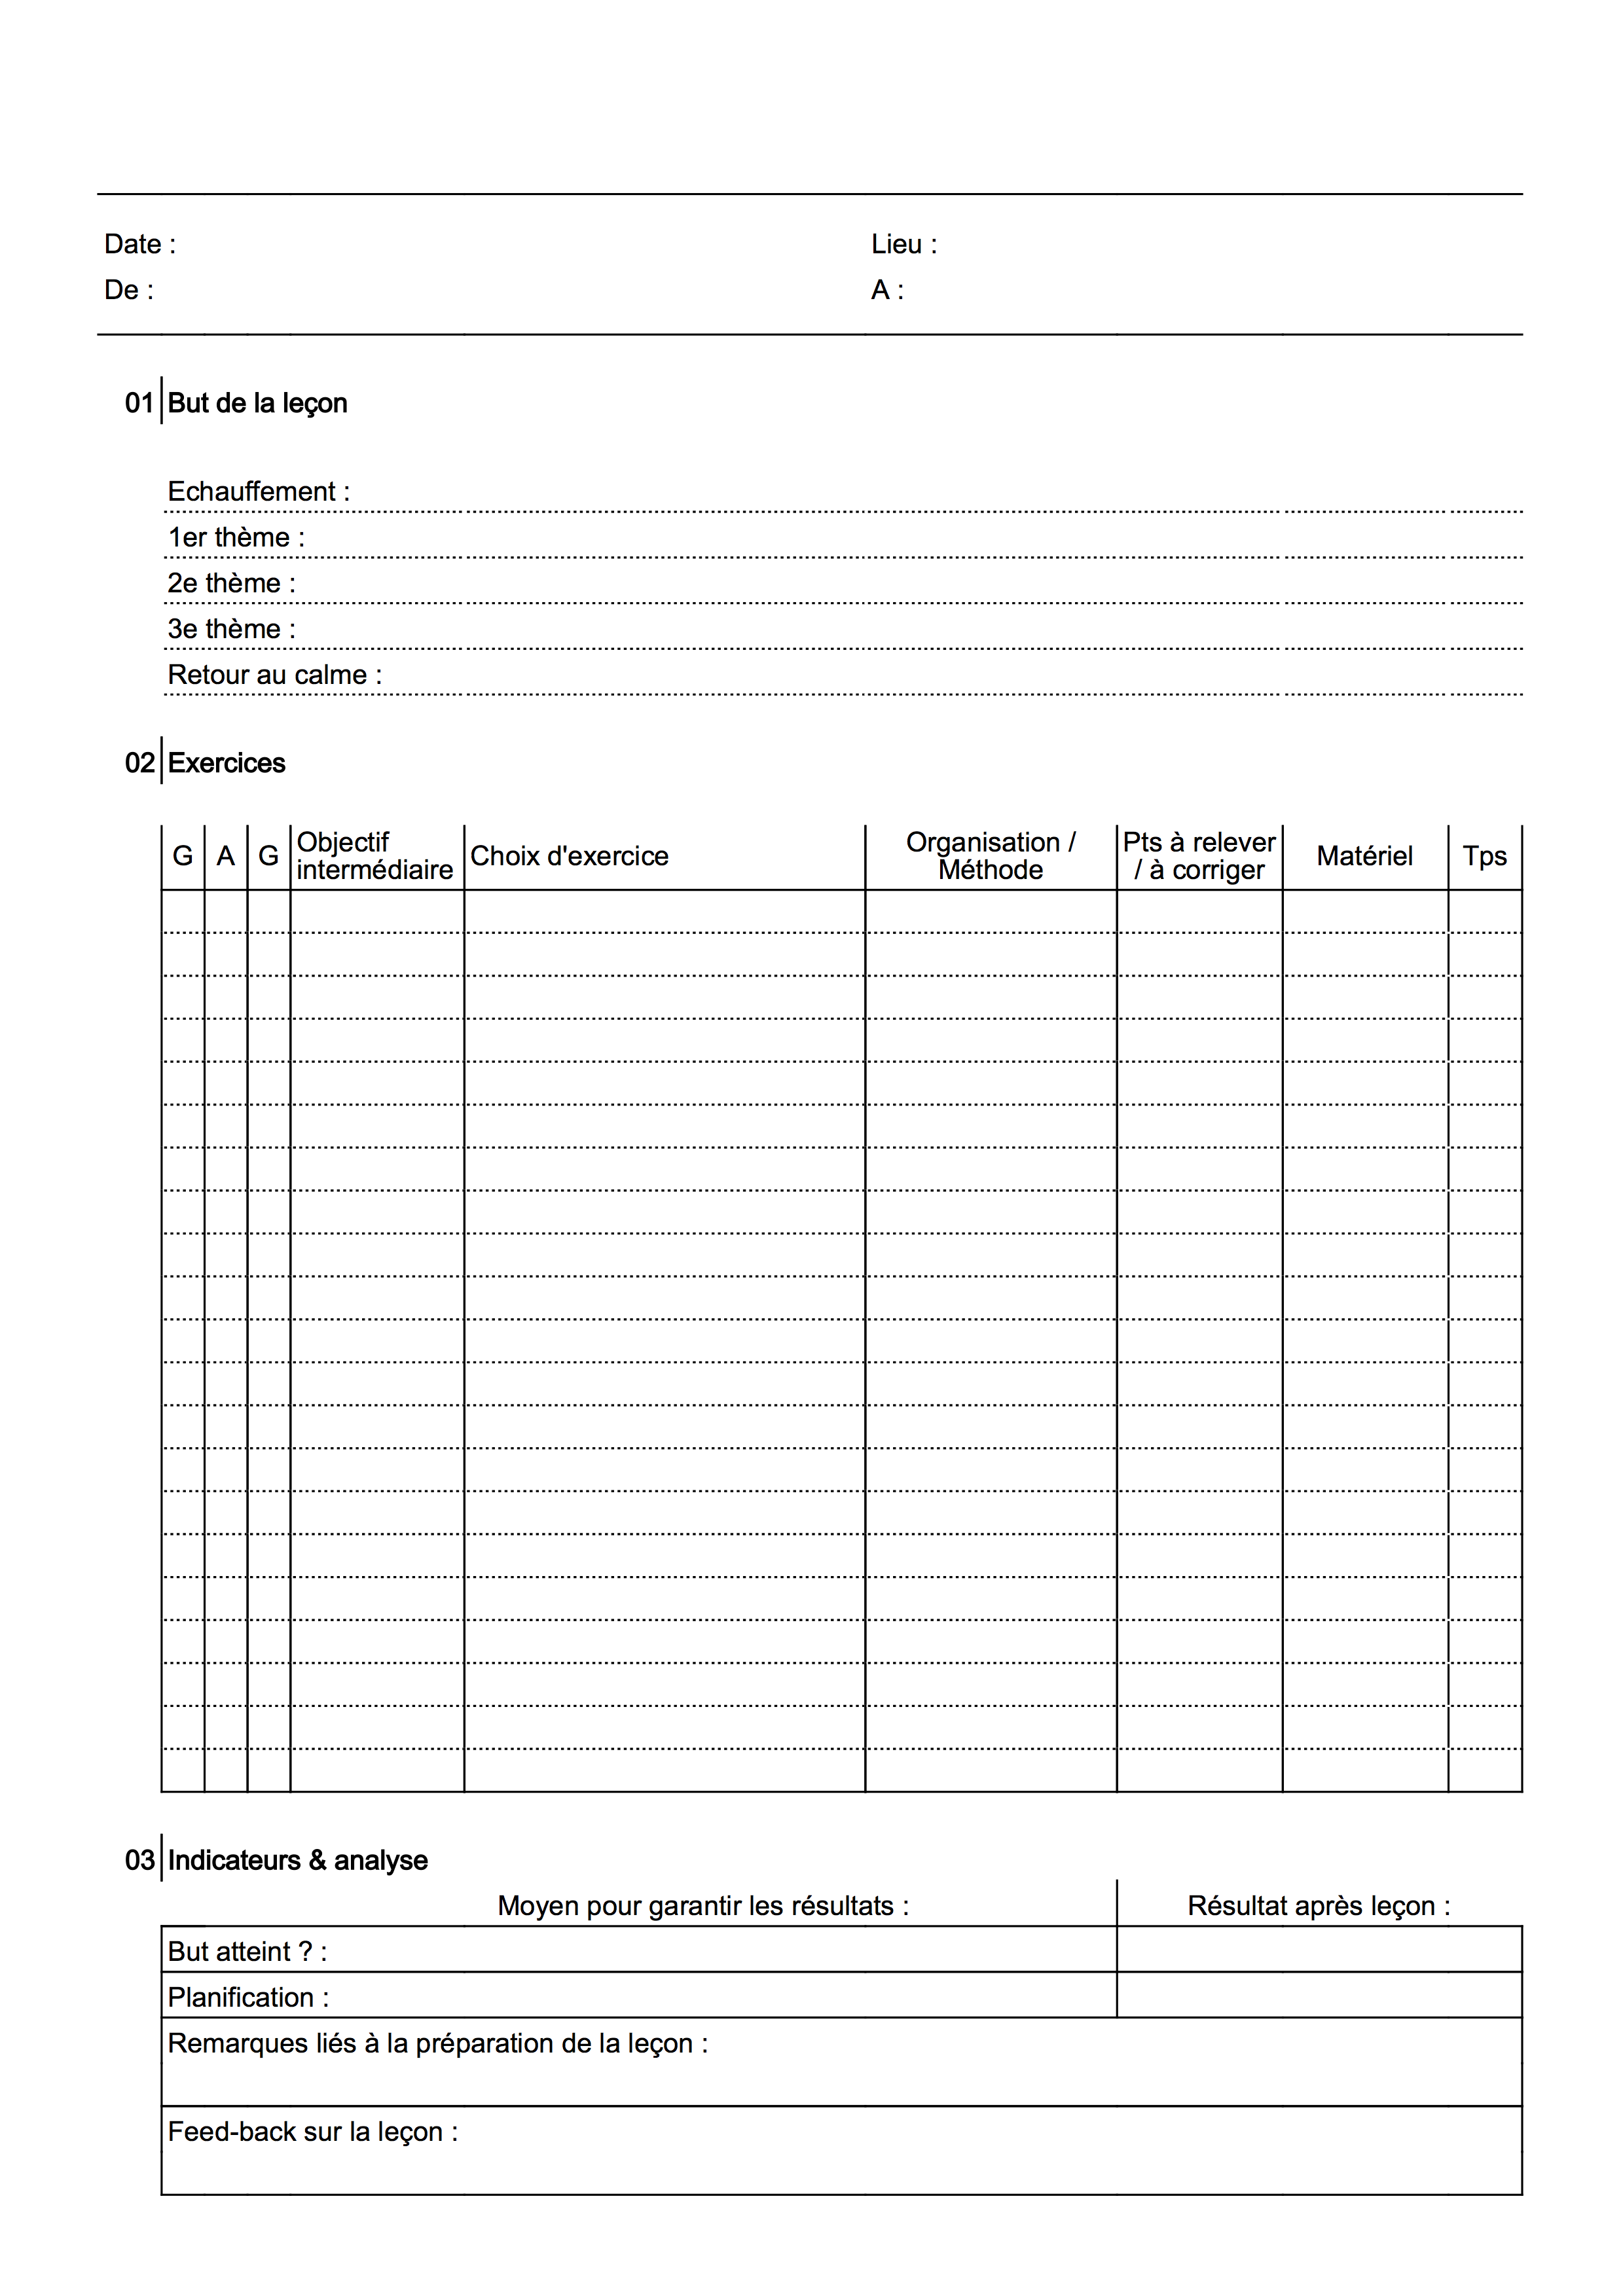 Date : Lieu :
De : A :
01 But de la leçon
Echauffement :
1er thème :
2e thème :
3e thème :
Retour au calme :
02 Exercices
G A G Objectif intermédiaire Choix d'exercice Organisation / Méthode Pts à relever / à corriger Matériel Tps
03 Indicateurs & analyse
Moyen pour garantir les résultats : Résultat après leçon :
But atteint ? :
Planification :
Remarques liés à la préparation de la leçon :
Feed-back sur la leçon :